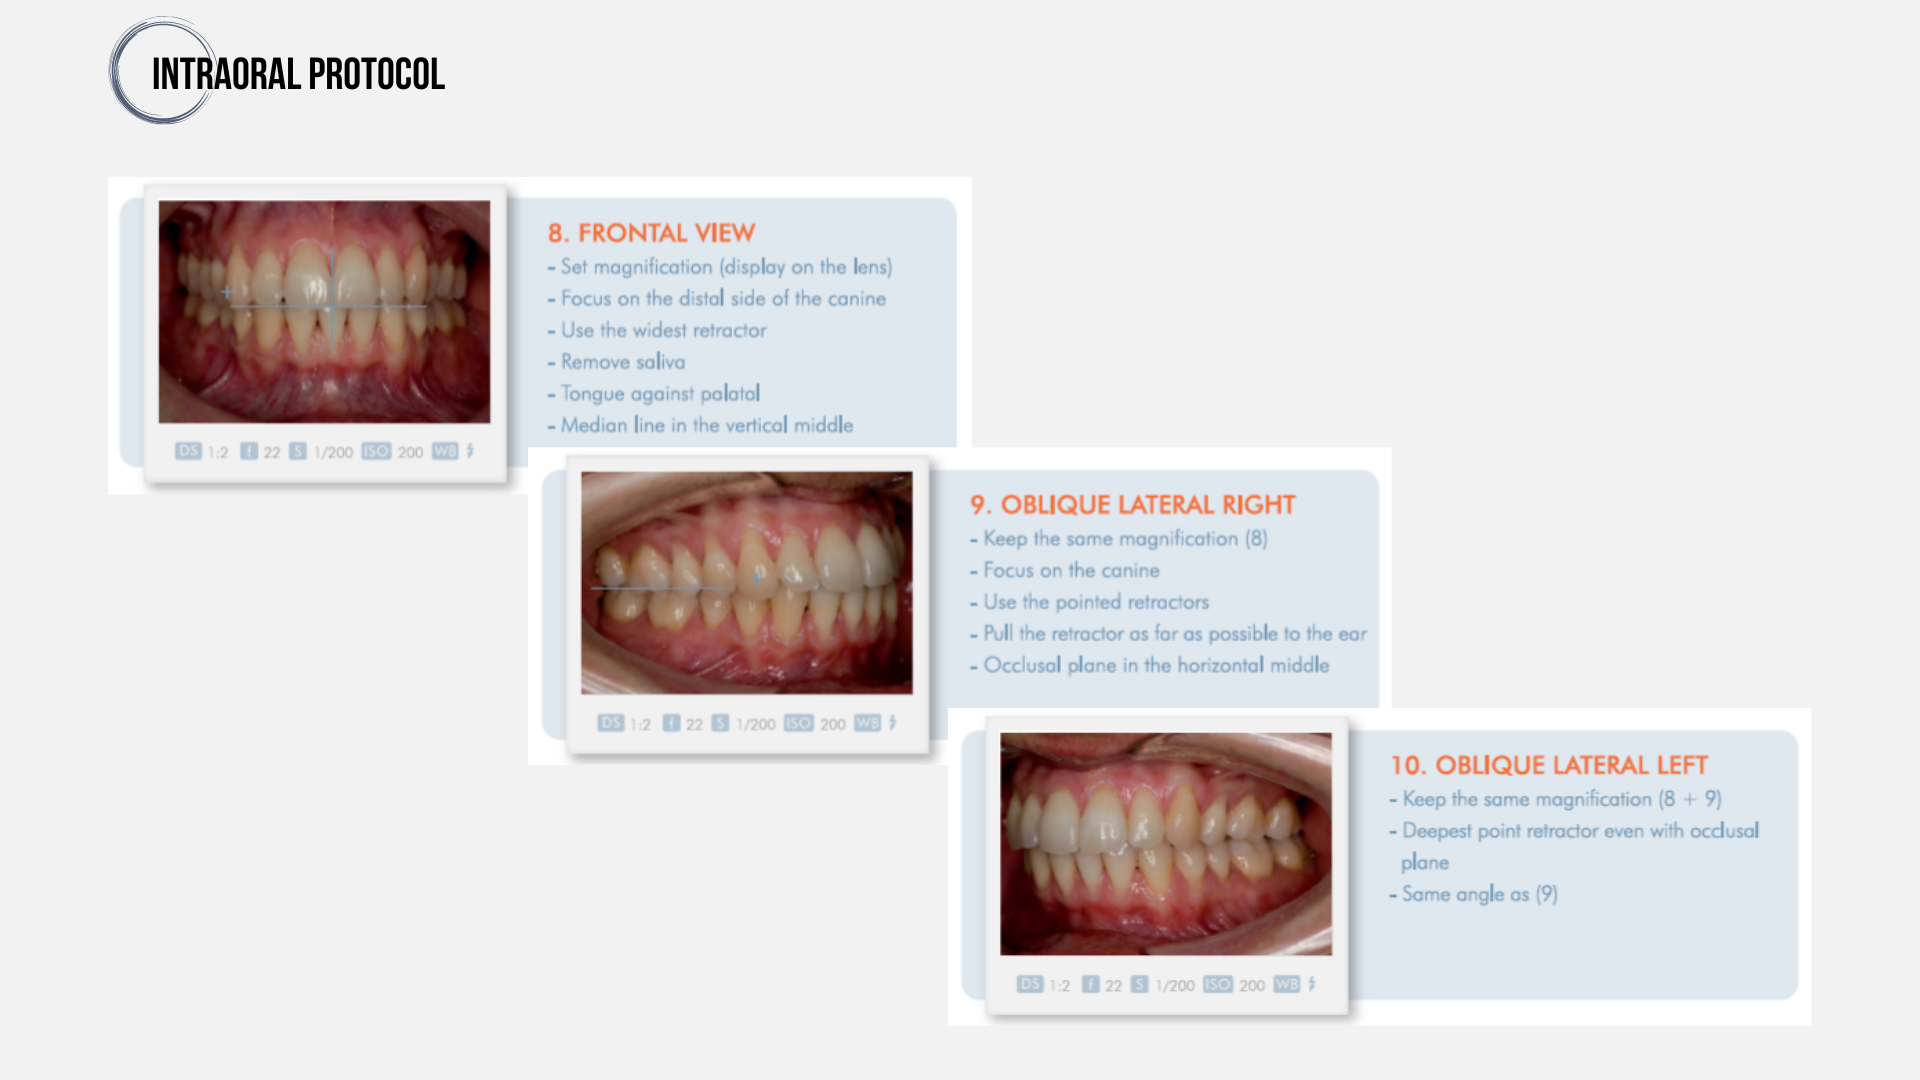 INTRAORAL PROTOCOL
8. FRONTAL VIEW
- Set magnification (display on the lens)
- Focus on the distal side of the canine
- Use the widest retractor
- Remove saliva
- Tongue against palatal
- Median line in the vertical middle
DS 1:2 f 22 S 1/200 ISO 200 WB
9. OBLIQUE LATERAL RIGHT
- Keep the same magnification (8)
- Focus on the canine
- Use the pointed retractors
- Pull the retractor as far as possible to the ear
- Occlusal plane in the horizontal middle
DS 1:2 f 22 S 1/200 ISO 200 WB
10. OBLIQUE LATERAL LEFT
- Keep the same magnification (8 + 9)
- Deepest point retractor even with occlusal
plane
- Same angle as (9)
DS 1:2 f 22 S 1/200 ISO 200 WB